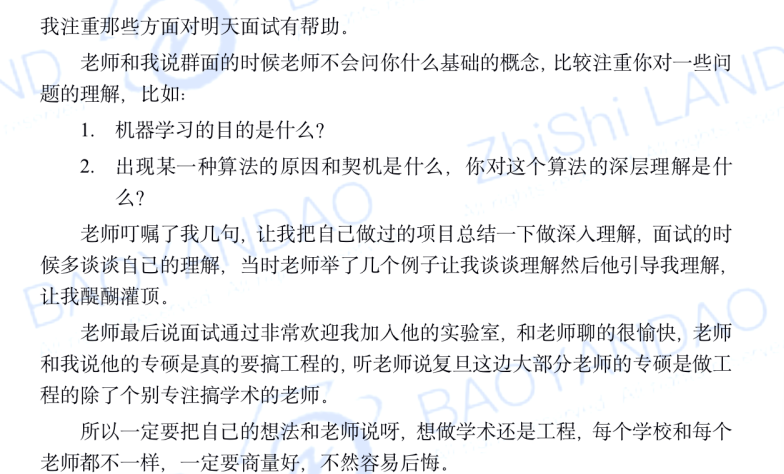 我注重那些方面对明天面试有帮助。
老师和我说群面的时候老师不会问你什么基础的概念, 比较注重你对一些问
题的理解，比如:
1. 机器学习的目的是什么?
2. 出现某一种算法的原因和契机是什么，你对这个算法的深层理解是什
么?
老师叮嘱了我几句, 让我把自己做过的项目总结一下做深入理解, 面试的时
候多谈谈自己的理解，当时老师举了几个例子让我谈谈理解然后他引导我理解,
让我醍醐灌顶。
老师最后说面试通过非常欢迎我加入他的实验室, 和老师聊的很愉快, 老师
和我说他的专硕是真的要搞工程的, 听老师说复旦这边大部分老师的专硕是做工
程的除了个别专注搞学术的老师。
所以一定要把自己的想法和老师说呀, 想做学术还是工程, 每个学校和每个
老师都不一样，一定要商量好，不然容易后悔。
ZhiShi LAND
BAOYANDAO
BAOYANDAO